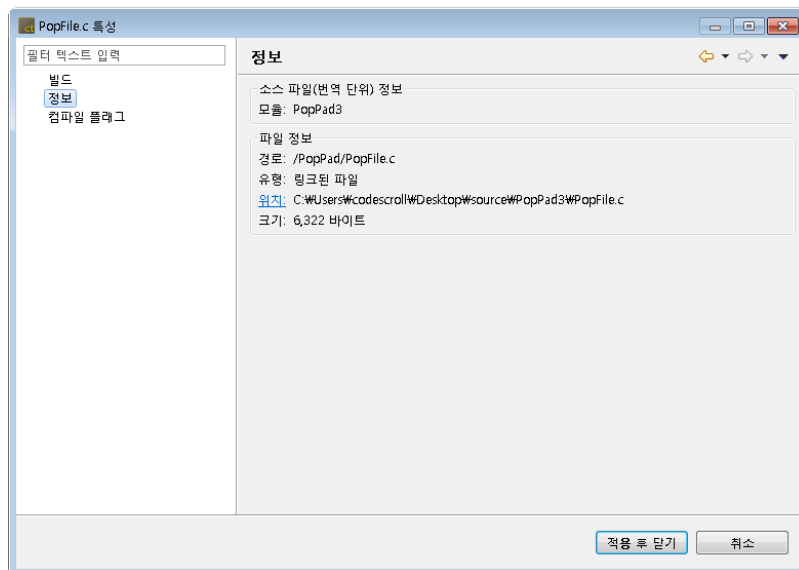 PopFile.c 특성
필터 텍스트 입력
빌드
정보
컴파일 플래그
정보
소스 파일(번역 단위) 정보
모듈: PopPad3
파일 정보
경로: /PopPad/PopFile.c
유형: 링크된 파일
위치: C:₩Users₩codescroll₩Desktop₩source₩PopPad3₩PopFile.c
크기: 6,322 바이트
적용 후 닫기
취소